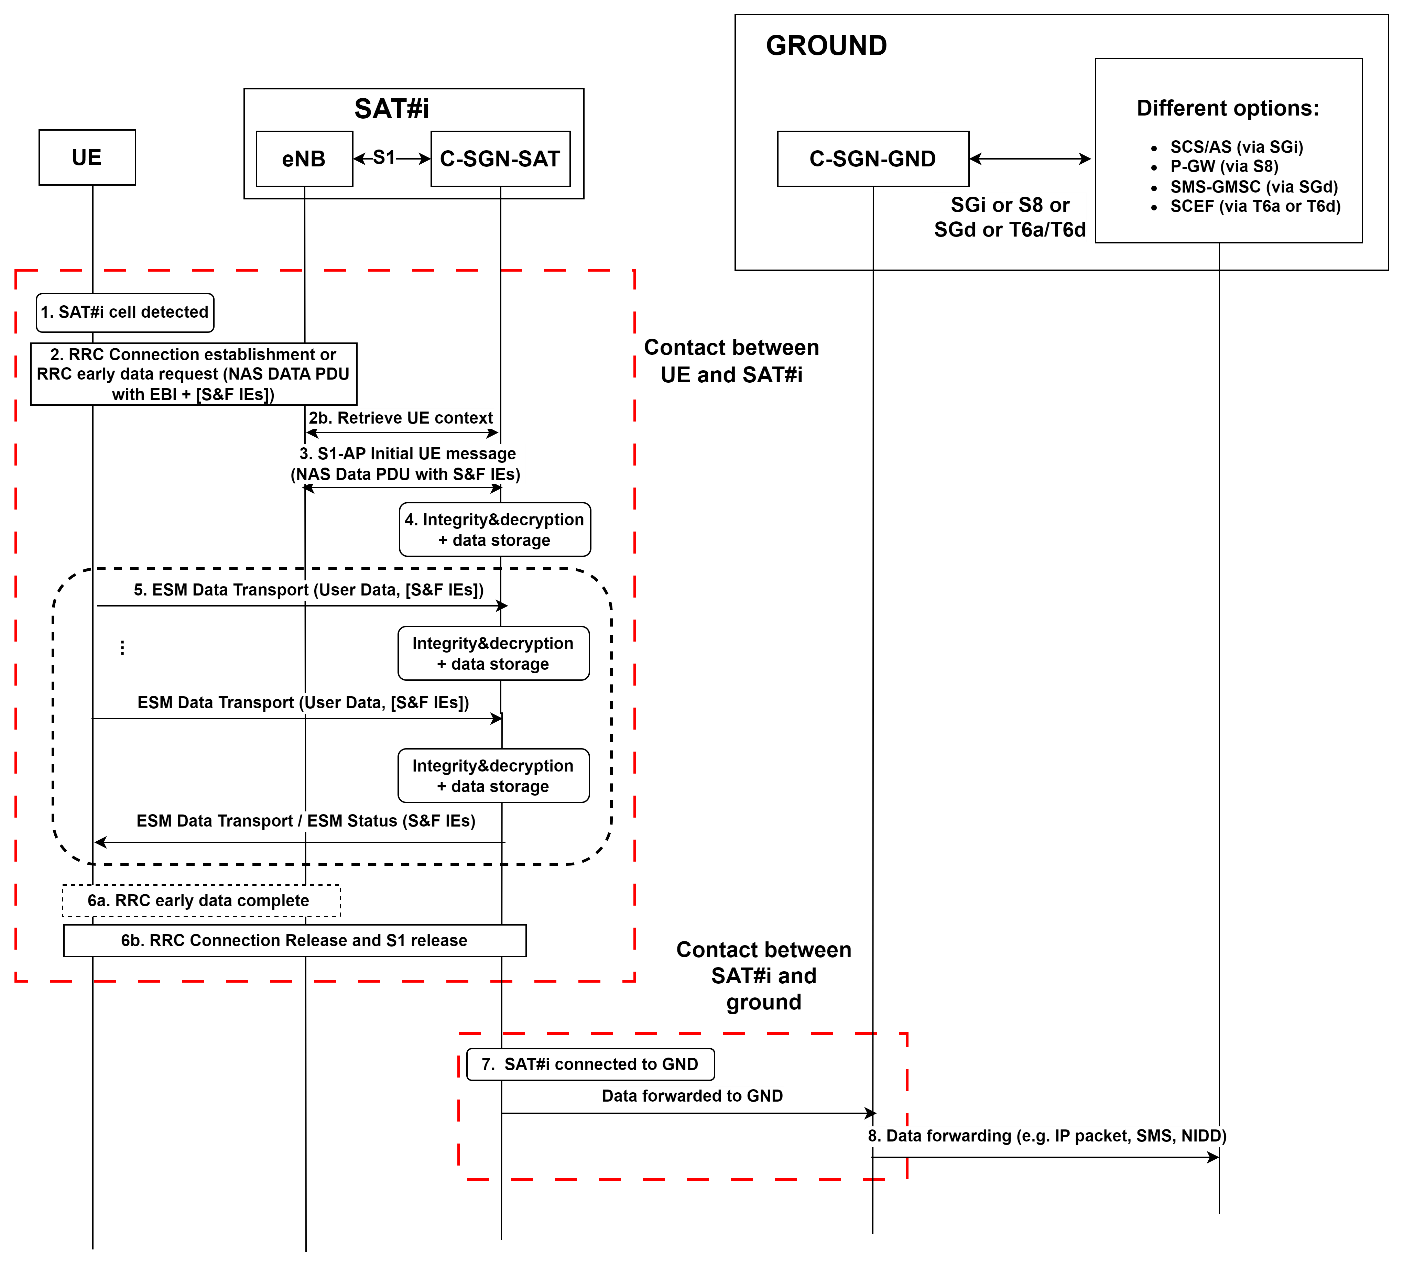 GROUND
SAT#i
UE
eNB
S1
C-SGN-SAT
C-SGN-GND
SGi or S8 or
SGd or T6a/T6d
Different options:
• SCS/AS (via SGi)
• P-GW (via S8)
• SMS-GMSC (via SGd)
• SCEF (via T6a or T6d)
1. SAT#i cell detected
2. RRC Connection establishment or
RRC early data request (NAS DATA PDU
with EBI + [S&F IEs])
Contact between
UE and SAT#i
2b. Retrieve UE context
3. S1-AP Initial UE message
(NAS Data PDU with S&F IEs)
4. Integrity&decryption
+ data storage
5. ESM Data Transport (User Data, [S&F IEs])
...
Integrity&decryption
+ data storage
ESM Data Transport (User Data, [S&F IEs])
Integrity&decryption
+ data storage
ESM Data Transport / ESM Status (S&F IEs)
6a. RRC early data complete
6b. RRC Connection Release and S1 release
Contact between
SAT#i and
ground
7. SAT#i connected to GND
Data forwarded to GND
8. Data forwarding (e.g. IP packet, SMS, NIDD)